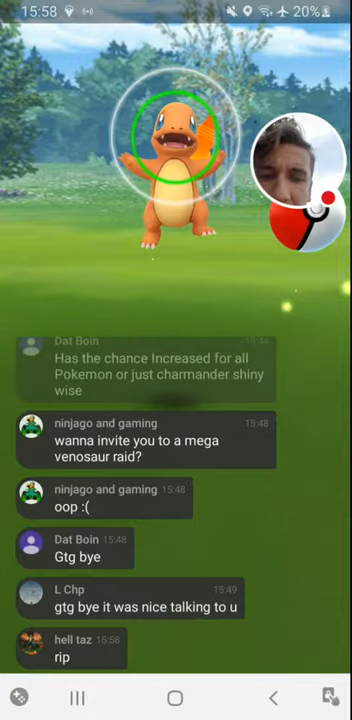 15:58
20%
Dat Boin 15:44
Has the chance Increased for all
Pokemon or just charmander shiny
wise
ninjago and gaming 15:48
wanna invite you to a mega
venosaur raid?
ninjago and gaming 15:48
oop :(
Dat Boin 15:48
Gtg bye
L Chp 15:49
gtg bye it was nice talking to u
hell taz 15:58
rip